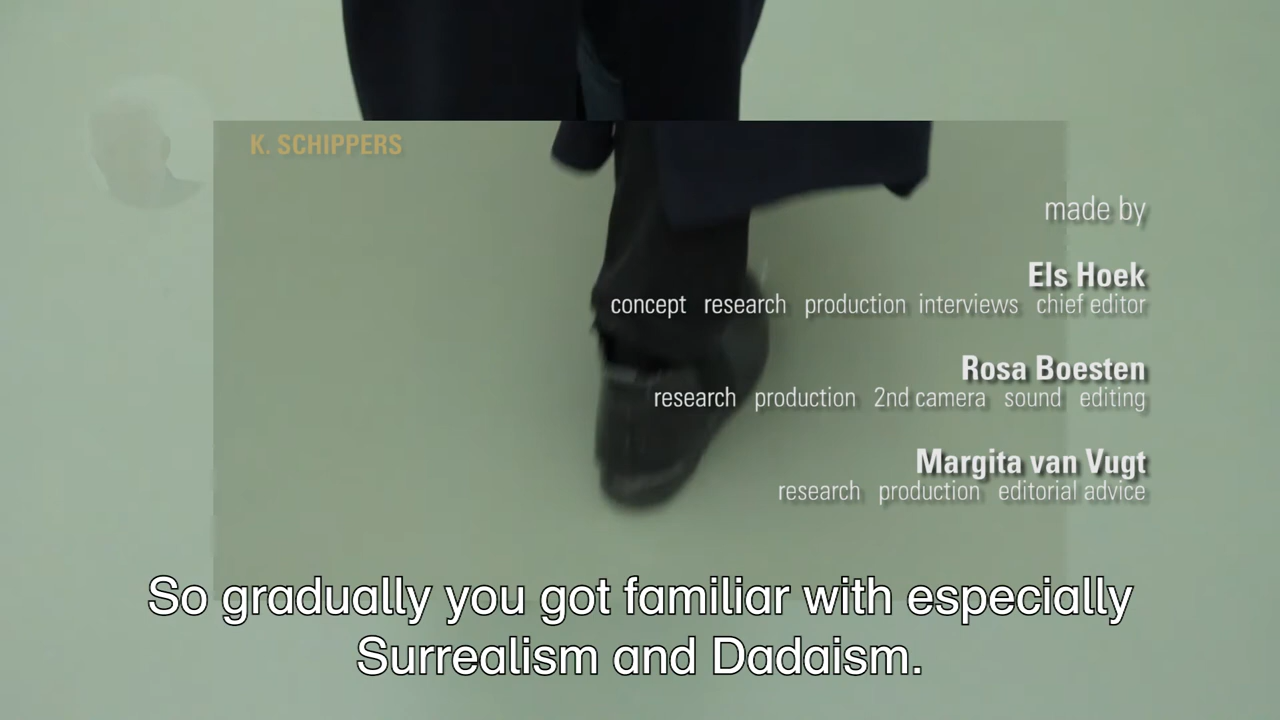 K. SCHIPPERS
made by
Els Hoek
concept research production interviews chief editor
Rosa Boesten
research production 2nd camera sound editing
Margita van Vugt
research production editorial advice
So gradually you got familiar with especially
Surrealism and Dadaism.